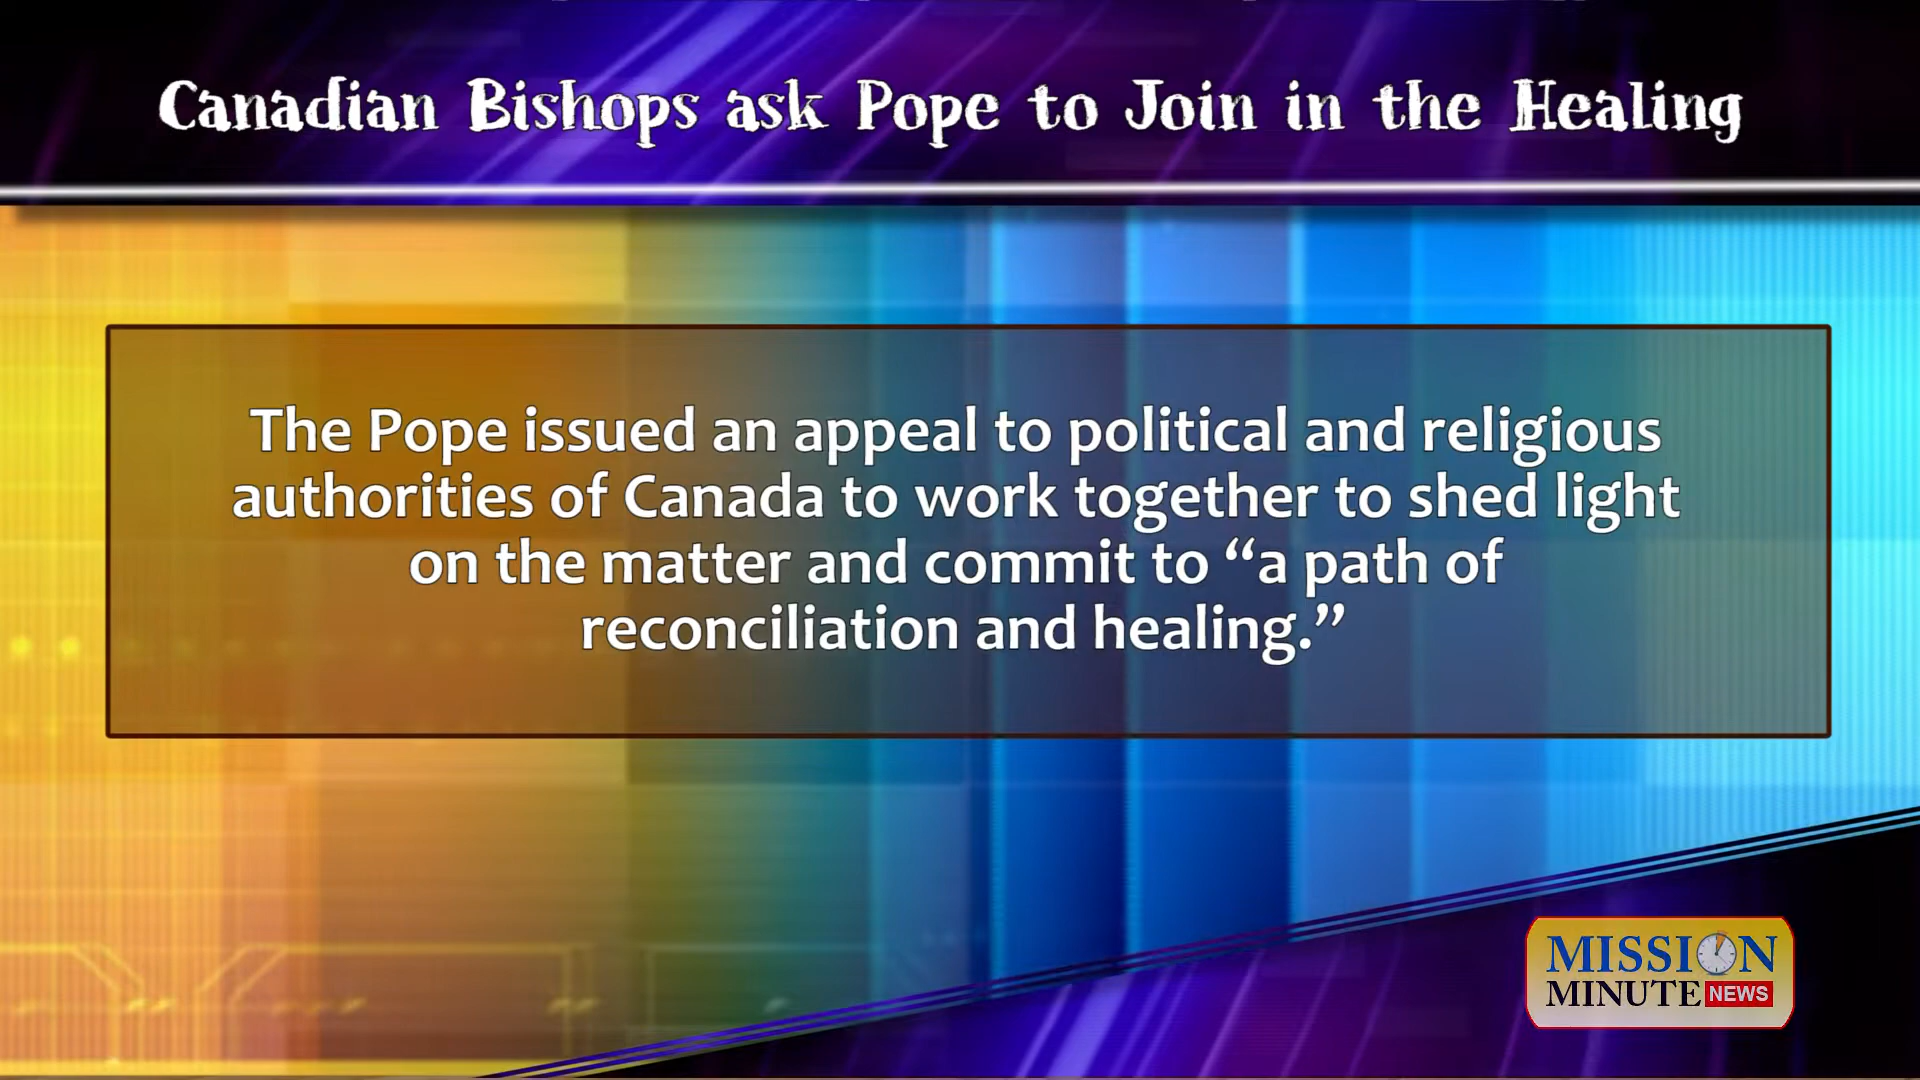 Canadian Bishops ask Pope to Join in the Healing
The Pope issued an appeal to political and religious
authorities of Canada to work together to shed light
on the matter and commit to “a path of
reconciliation and healing.”
MISSION
MINUTE NEWS